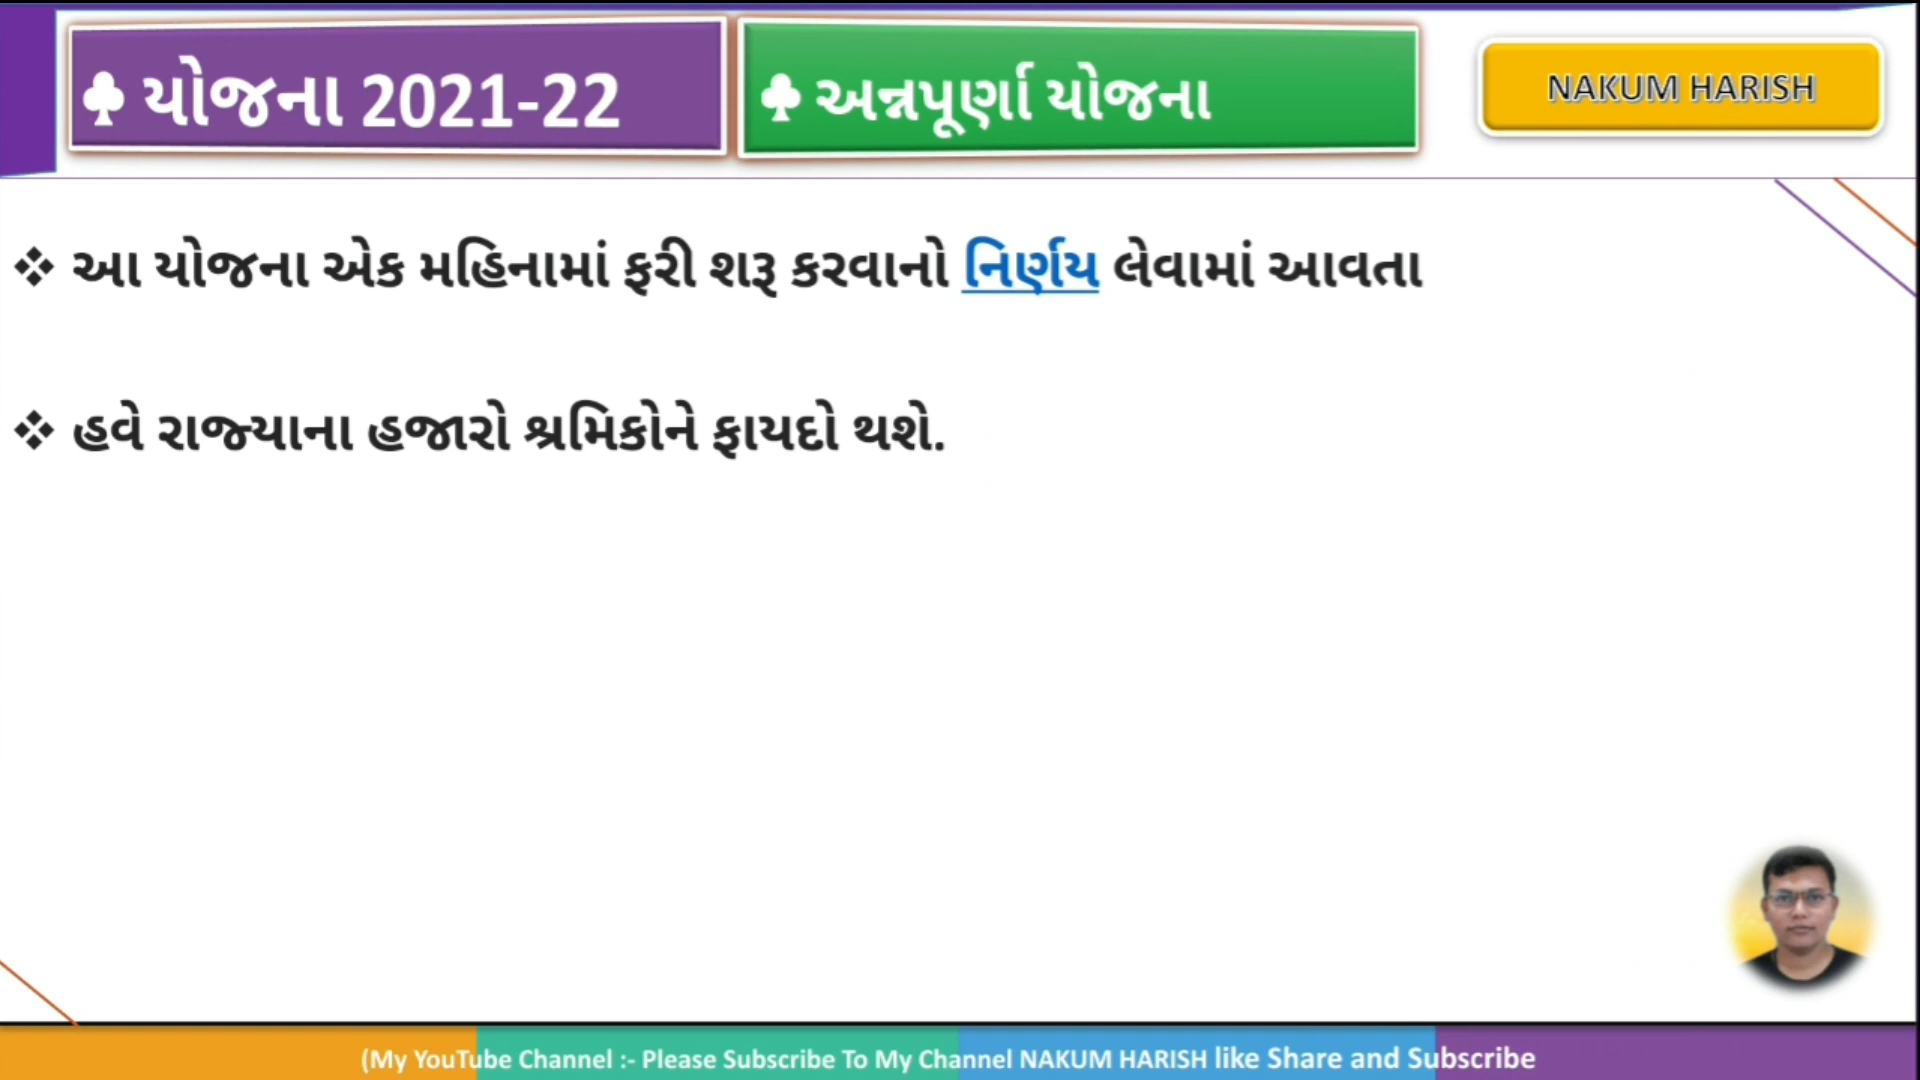 ♣ યોજના 2021-22
♣ અન્નપૂર્ણા યોજના
NAKUM HARISH
❖ આ યોજના એક મહિનામાં ફરી શરૂ કરવાનો નિર્ણય લેવામાં આવતા
❖ હવે રાજ્યાના હજારો શ્રમિકોને ફાયદો થશે.
(My YouTube Channel :- Please Subscribe To My Channel NAKUM HARISH like Share and Subscribe